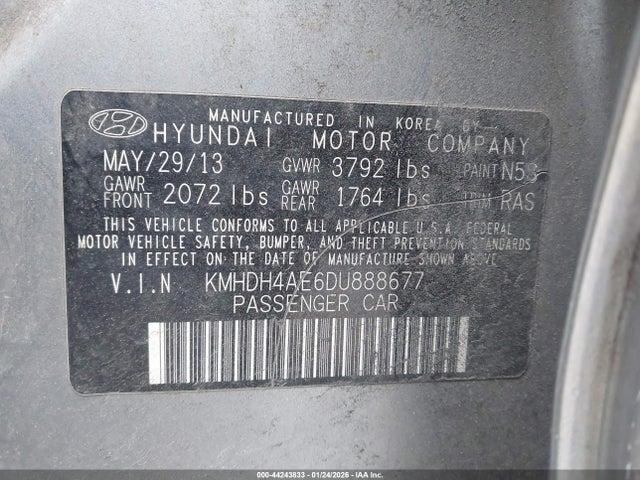 MANUFACTURED IN KOREA BY
HYUNDAI MOTOR COMPANY
MAY/29/13 GVWR 3792 lbs PAINT N5S
GAWR FRONT 2072 lbs GAWR REAR 1764 lbs TRIM RAS
THIS VEHICLE CONFORMS TO ALL APPLICABLE U.S.A. FEDERAL
MOTOR VEHICLE SAFETY, BUMPER, AND THEFT PREVENTION STANDARDS
IN EFFECT ON THE DATE OF MANUFACTURE SHOWN ABOVE.
V.I.N KMHDH4AE6DU888677
PASSENGER CAR
000-44243833 - 01/24/2026 - IAA, INC.